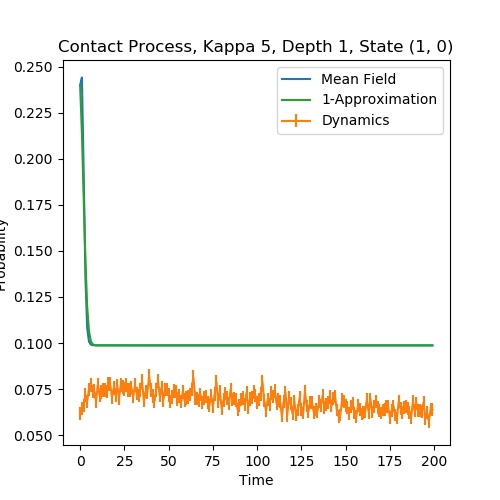 Contact Process, Kappa 5, Depth 1, State (1, 0)
0.250
0.225
0.200
0.175
0.150
0.125
0.100
0.075
0.050
Probability
Mean Field
1-Approximation
Dynamics
0 25 50 75 100 125 150 175 200
Time